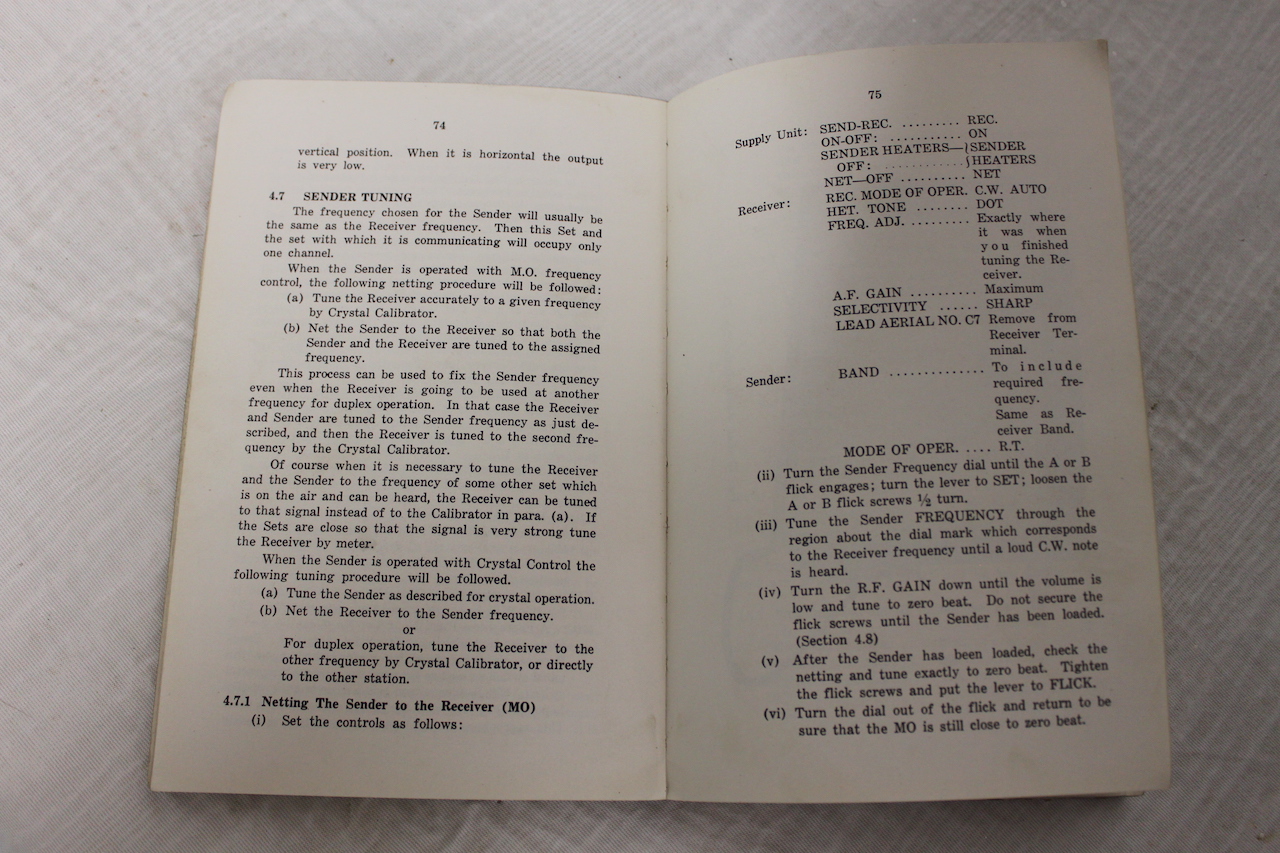 74
vertical position. When it is horizontal the output
is very low.
4.7 SENDER TUNING
The frequency chosen for the Sender will usually be
the same as the Receiver frequency. Then this Set and
the set with which it is communicating will occupy only
one channel.
When the Sender is operated with M.O. frequency
control, the following netting procedure will be followed:
(a) Tune the Receiver accurately to a given frequency
by Crystal Calibrator.
(b) Net the Sender to the Receiver so that both the
Sender and the Receiver are tuned to the assigned
frequency.
This process can be used to fix the Sender frequency
even when the Receiver is going to be used at another
frequency for duplex operation. In that case the Receiver
and Sender are tuned to the Sender frequency as just de-
scribed, and then the Receiver is tuned to the second fre-
quency by the Crystal Calibrator.
Of course when it is necessary to tune the Receiver
and the Sender to the frequency of some other set which
is on the air and can be heard, the Receiver can be tuned
to that signal instead of to the Calibrator in para. (a). If
the Sets are close so that the signal is very strong tune
the Receiver by meter.
When the Sender is operated with Crystal Control the
following tuning procedure will be followed.
(a) Tune the Sender as described for crystal operation.
(b) Net the Receiver to the Sender frequency.
or
For duplex operation, tune the Receiver to the
other frequency by Crystal Calibrator, or directly
to the other station.
4.7.1 Netting The Sender to the Receiver (MO)
(i) Set the controls as follows:
75
Supply Unit: SEND-REC. ......... REC.
ON-OFF: ........... ON
SENDER HEATERS—⎱SENDER
OFF: ............⎰HEATERS
NET—OFF .......... NET
Receiver: REC. MODE OF OPER. C.W. AUTO
HET. TONE ........ DOT
FREQ. ADJ. ......... Exactly where
it was when
you finished
tuning the Re-
ceiver.
A.F. GAIN .......... Maximum
SELECTIVITY ...... SHARP
LEAD AERIAL NO. C7 Remove from
Receiver Ter-
minal.
Sender: BAND .............. To include
required fre-
quency.
Same as Re-
ceiver Band.
MODE OF OPER. ..... R.T.
(ii) Turn the Sender Frequency dial until the A or B
flick engages; turn the lever to SET; loosen the
A or B flick screws ½ turn.
(iii) Tune the Sender FREQUENCY through the
region about the dial mark which corresponds
to the Receiver frequency until a loud C.W. note
is heard.
(iv) Turn the R.F. GAIN down until the volume is
low and tune to zero beat. Do not secure the
flick screws until the Sender has been loaded.
(Section 4.8)
(v) After the Sender has been loaded, check the
netting and tune exactly to zero beat. Tighten
the flick screws and put the lever to FLICK.
(vi) Turn the dial out of the flick and return to be
sure that the MO is still close to zero beat.